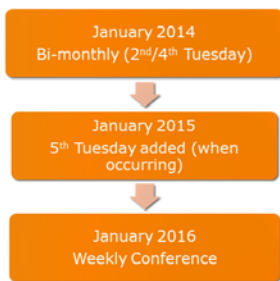 January 2014
Bi-monthly (2nd/4th Tuesday)
January 2015
5th Tuesday added (when
occurring)
January 2016
Weekly Conference